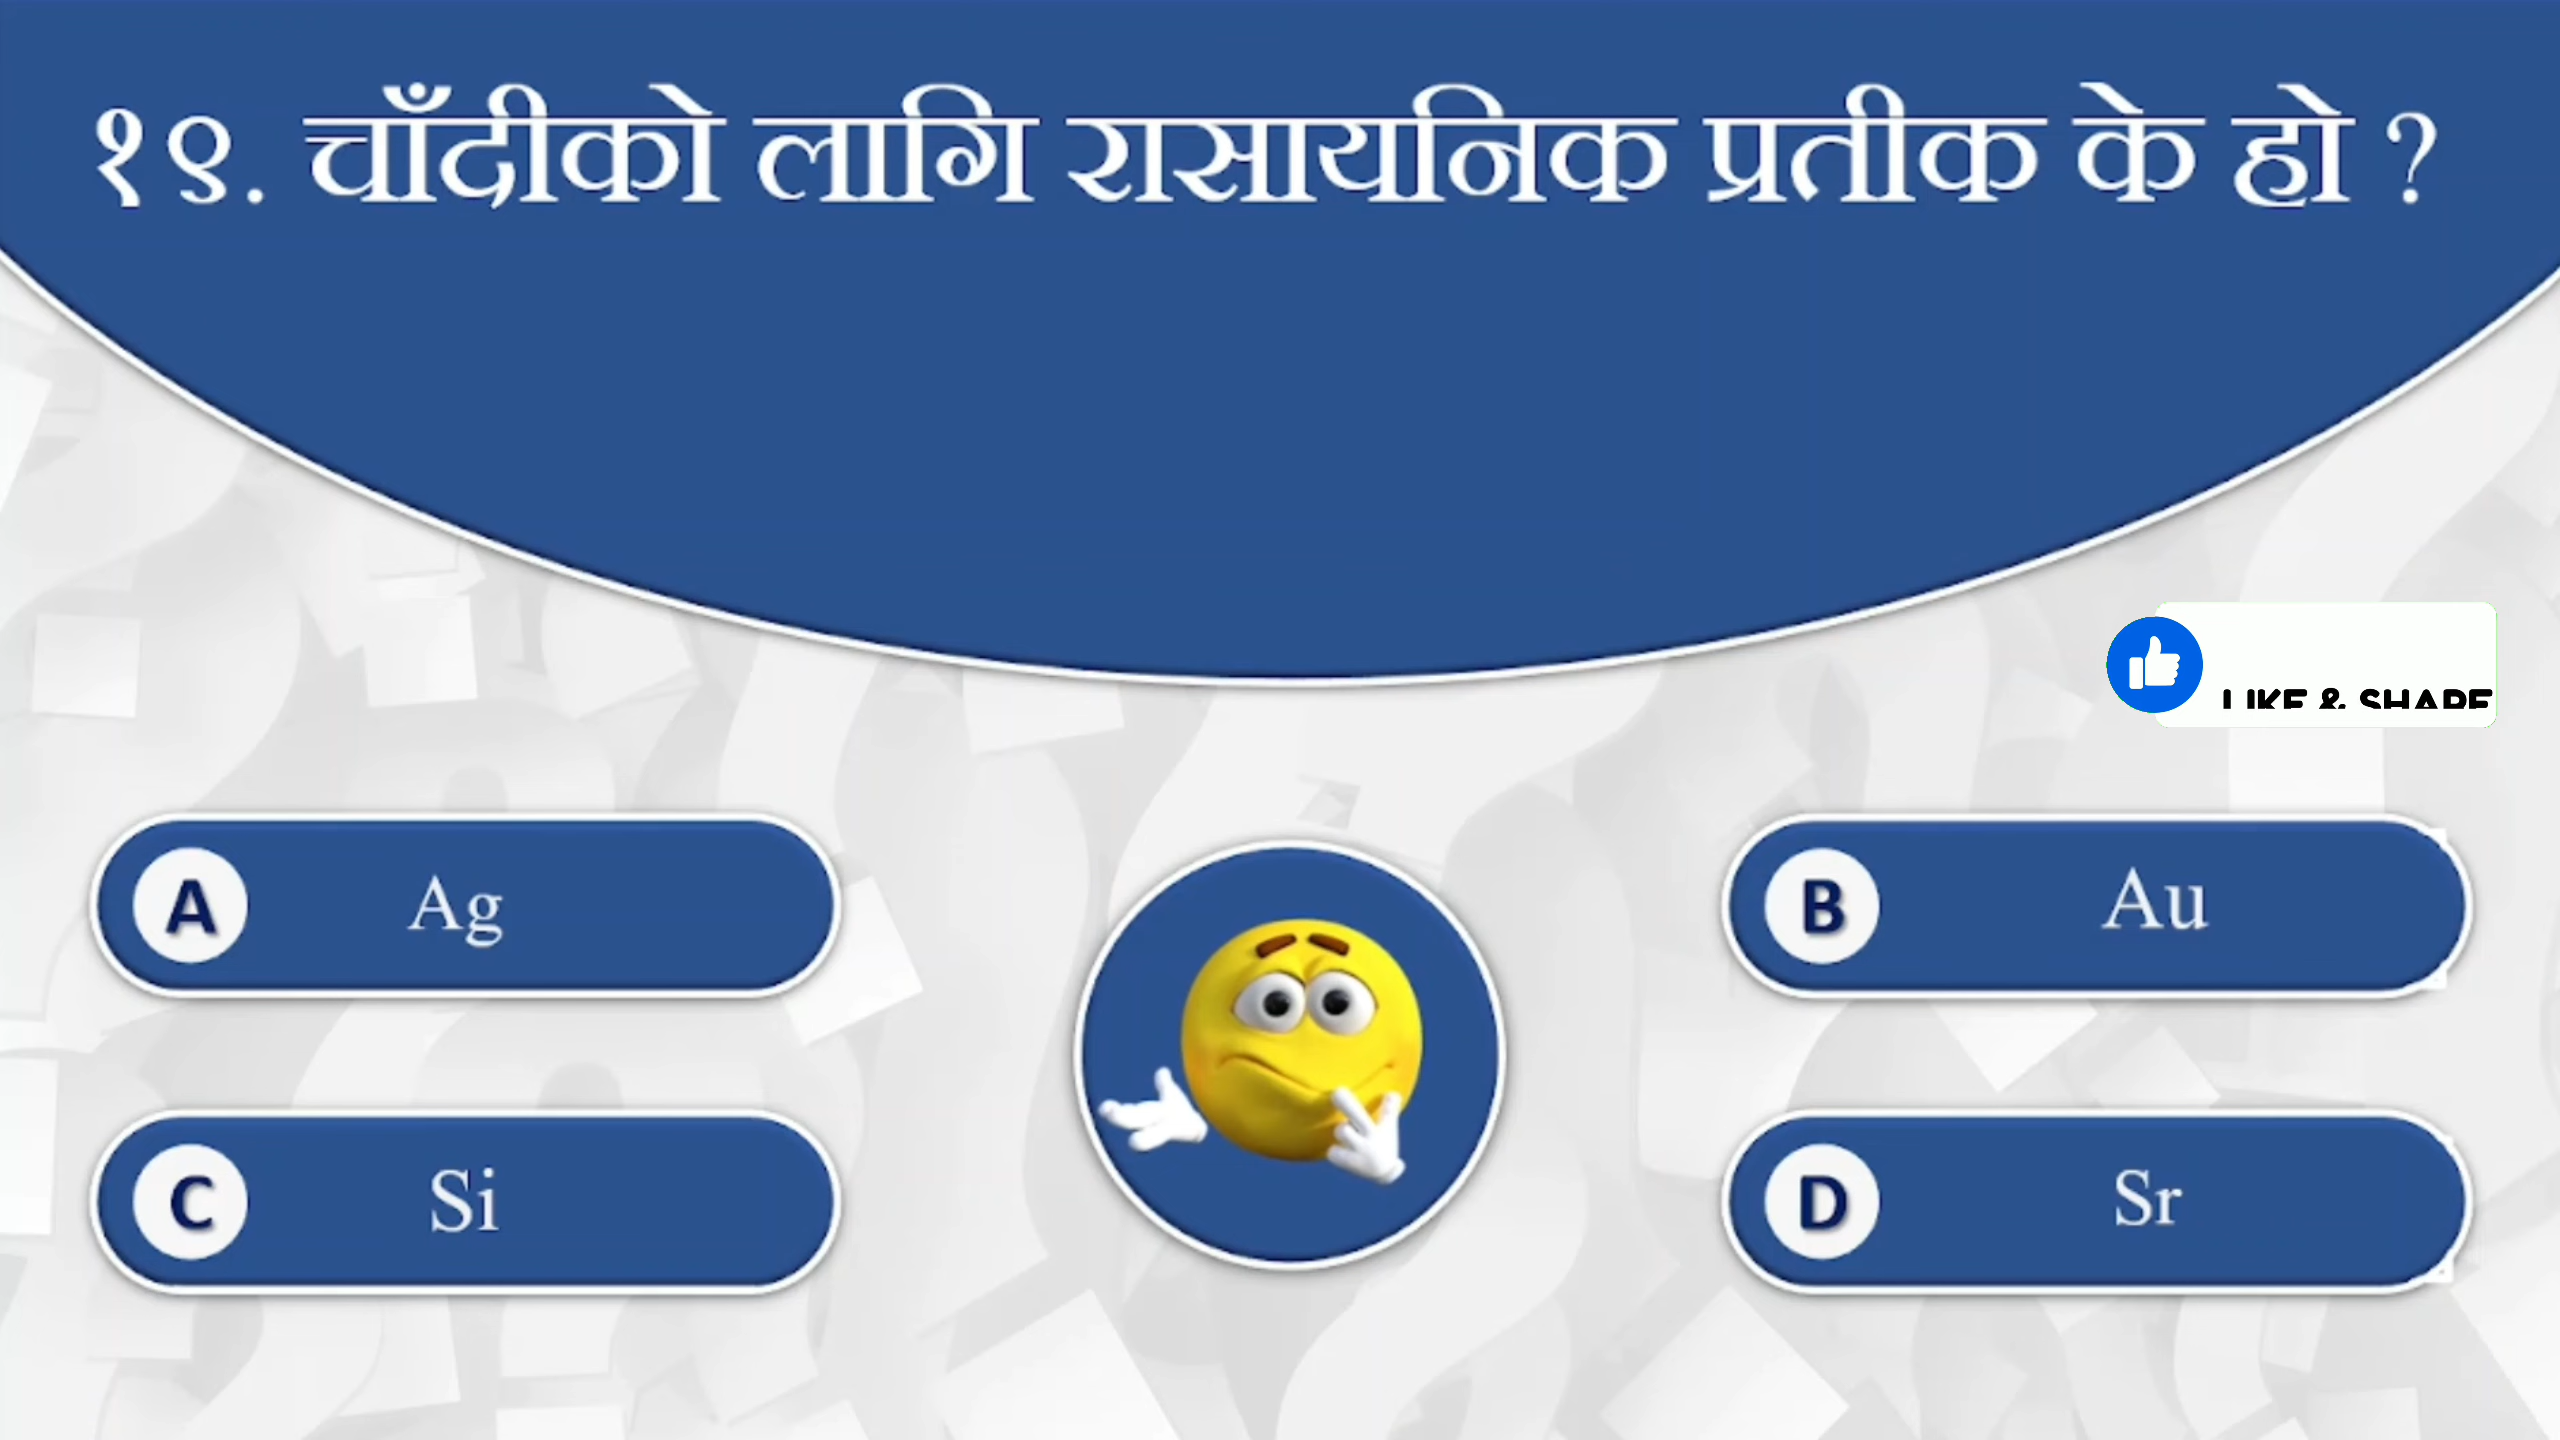 १९. चाँदीको लागि रासायनिक प्रतीक के हो ?
LIKE & SHARE
A Ag
B Au
C Si
D Sr